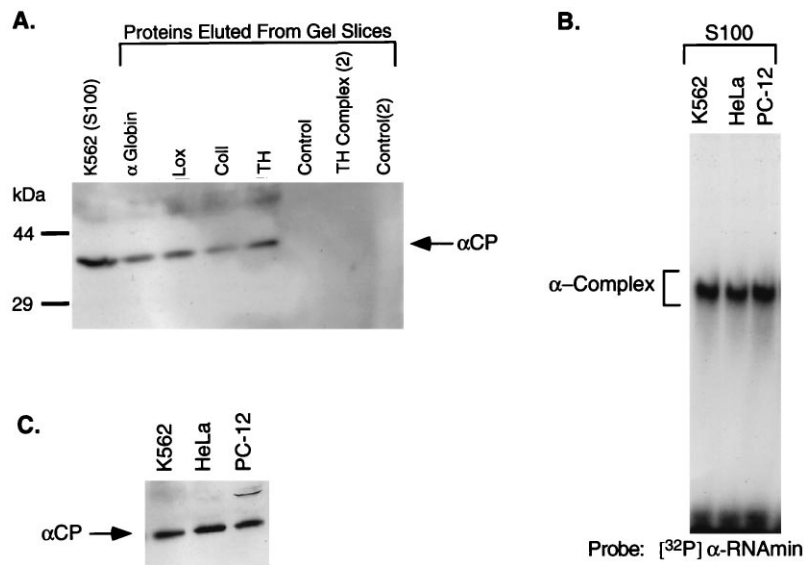 A.
Proteins Eluted From Gel Slices
K562 (S100)
α Globin
Lox
Coll
TH
Control
TH Complex (2)
Control(2)
kDa
44
29
αCP
B.
S100
K562
HeLa
PC-12
α–Complex
Probe: [³²P] α-RNAmin
C.
K562
HeLa
PC-12
αCP